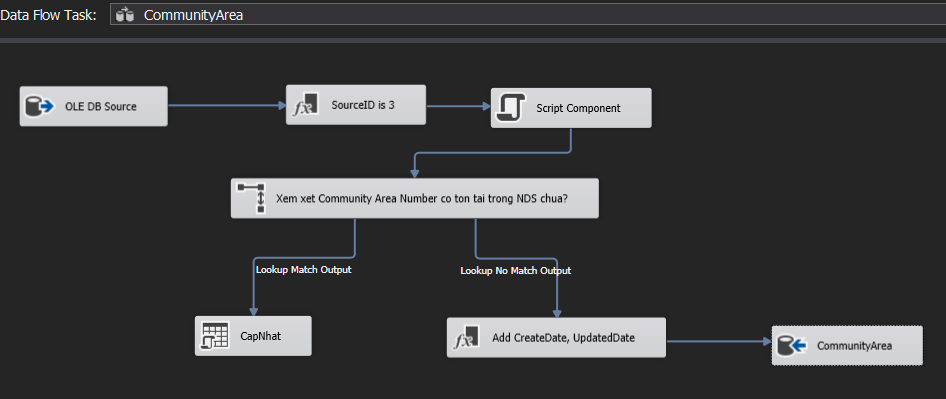 Data Flow Task: CommunityArea
OLE DB Source
SourceID is 3
Script Component
Xem xet Community Area Number co ton tai trong NDS chua?
Lookup Match Output
Lookup No Match Output
CapNhat
Add CreateDate, UpdatedDate
CommunityArea